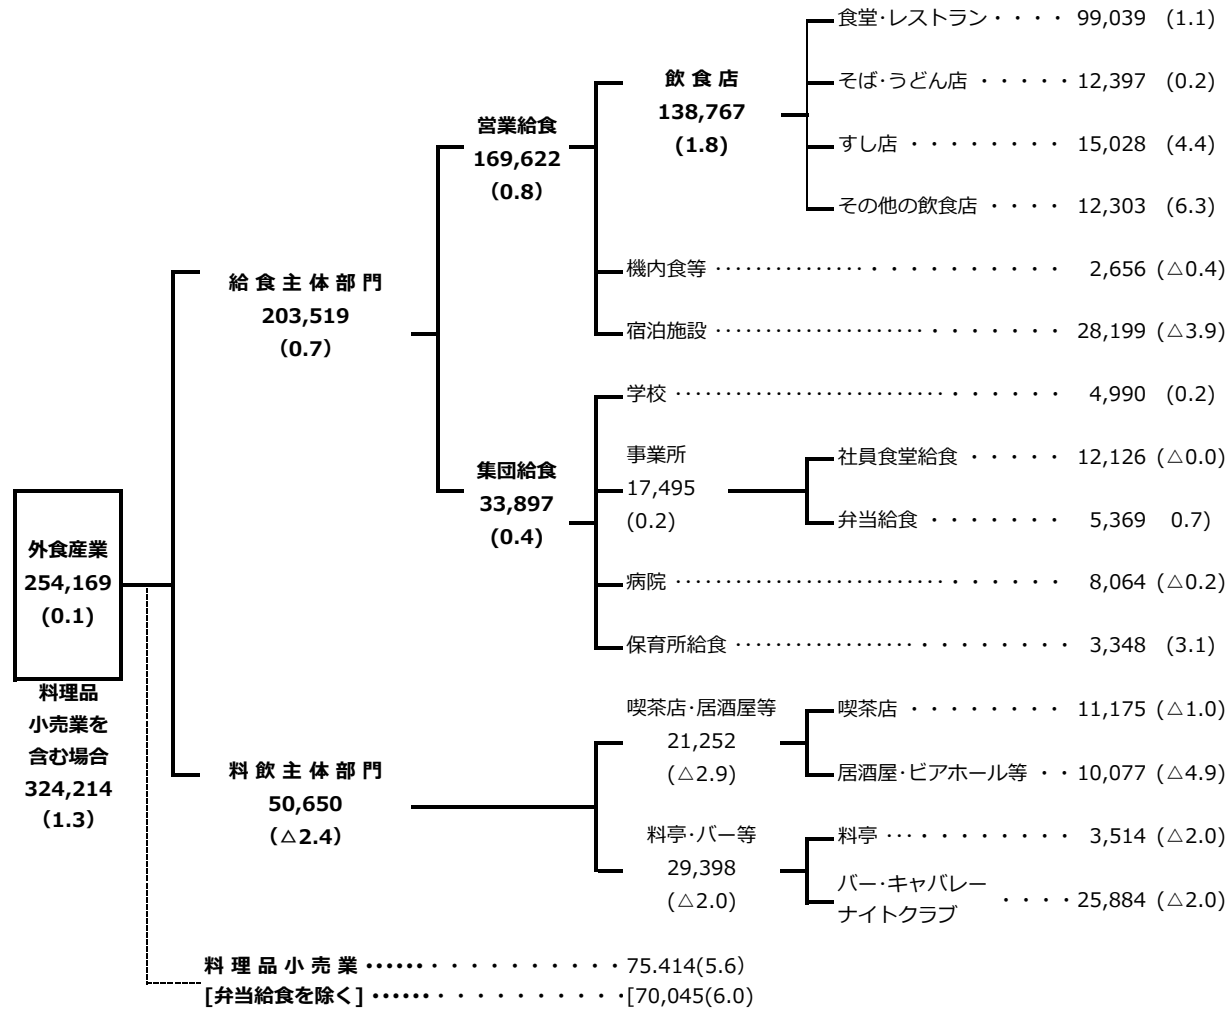 食堂･レストラン・・・・ 99,039 (1.1)
飲 食 店
138,767
(1.8)
そば･うどん店 ・・・・・ 12,397 (0.2)
すし店 ・・・・・・・・ 15,028 (4.4)
その他の飲食店 ・・・・ 12,303 (6.3)
営業給食
169,622
（0.8）
機内食等 ･･････････････・・・・・・・・・・ 2,656 (△0.4)
宿泊施設 ････････････････････・・・・・・・ 28,199 (△3.9)
給 食 主 体 部 門
203,519
（0.7）
学校 ･･････････････････････････・・・・・・ 4,990 (0.2)
集団給食
33,897
(0.4)
事業所
17,495
(0.2)
社員食堂給食 ・・・・・ 12,126 (△0.0)
弁当給食 ・・・・・・・ 5,369 0.7)
病院 ･･････････････････････････・・・・・・ 8,064 (△0.2)
保育所給食 ･･････････････････・・・・・・・・ 3,348 (3.1)
外食産業
254,169
(0.1)
料理品
小売業を
含む場合
324,214
（1.3）
料 飲 主 体 部 門
50,650
（△2.4）
喫茶店･居酒屋等
21,252
(△2.9)
喫茶店 ・・・・・・・・ 11,175 (△1.0)
居酒屋･ビアホール等 ・・ 10,077 (△4.9)
料亭･バー等
29,398
(△2.0)
料亭 ･･･・・・・・・・・ 3,514 (△2.0)
バー･キャバレー
ナイトクラブ ・・・・ 25,884 (△2.0)
料 理 品 小 売 業 ••••••・・・・・・・・・・ 75.414(5.6）
[弁当給食を除く] ••••••・・・・・・・・・・[70,045(6.0)